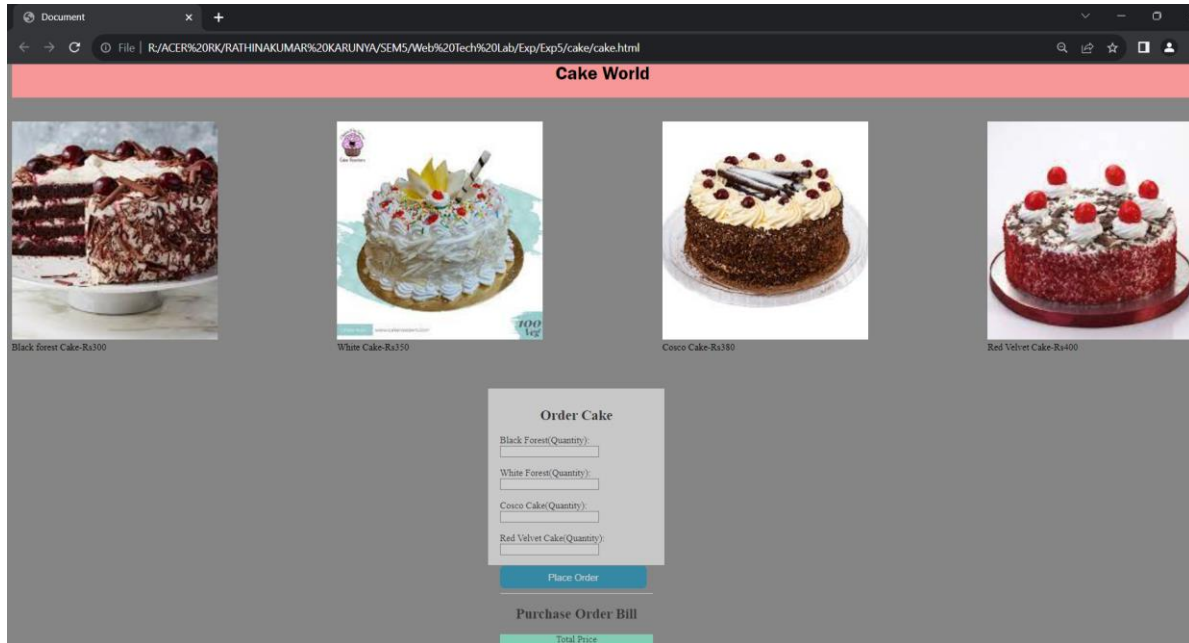 Document
File
R:/ACER%20RK/RATHINAKUMAR%20KARUNYA/SEM5/Web%20Tech%20Lab/Exp/Exp5/cake/cake.html
Cake World
100
Veg
Black forest Cake-Rs300
White Cake-Rs350
Cosco Cake-Rs380
Red Velvet Cake-Rs400
Order Cake
Black Forest(Quantity):
White Forest(Quantity):
Cosco Cake(Quantity):
Red Velvet Cake(Quantity):
Place Order
Purchase Order Bill
Total Price